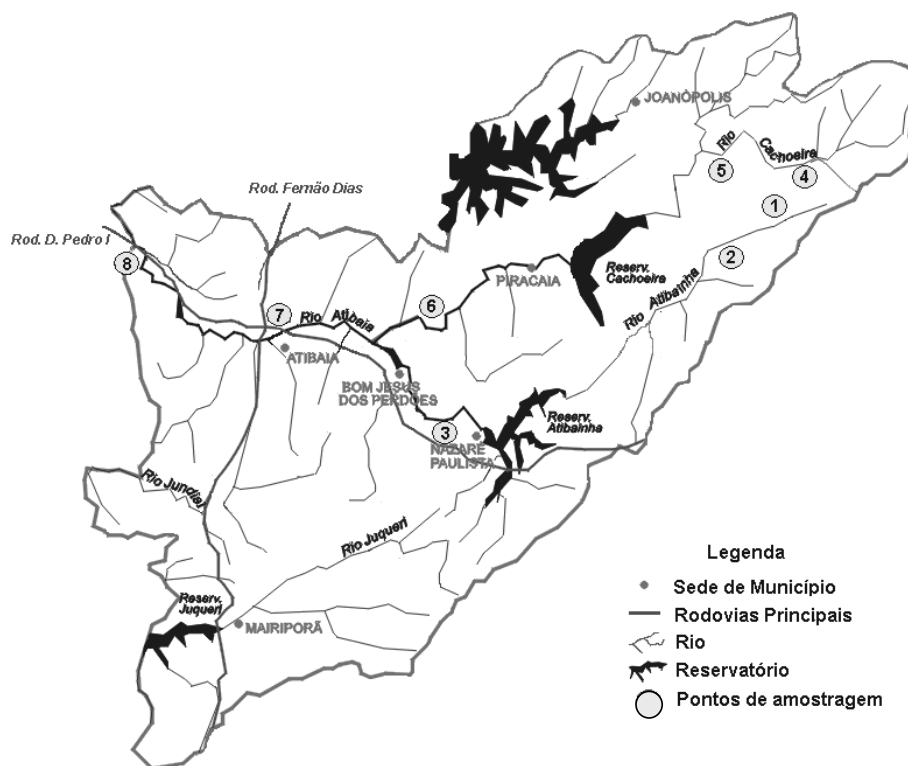 JOANÓPOLIS
Rio
Cachoeira
5
4
1
2
Rod. Fernão Dias
Rod. D. Pedro I
8
PIRACAIA
Reserv.
Cachoeira
Rio Atibainha
6
7
Rio Atibaia
ATIBAIA
BOM JESUS
DOS PERDÕES
3
NAZARÉ
PAULISTA
Reserv.
Atibainha
Rio Jundiaí
Rio Juqueri
Reserv.
Juqueri
MAIRIPORÃ
Legenda
Sede de Município
Rodovias Principais
Rio
Reservatório
Pontos de amostragem